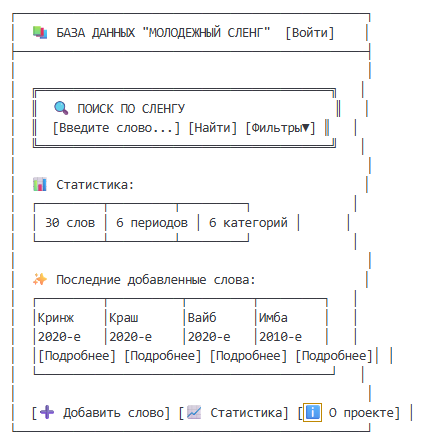 📚 БАЗА ДАННЫХ "МОЛОДЕЖНЫЙ СЛЕНГ" [Войти]
🔍 ПОИСК ПО СЛЕНГУ
[Введите слово...] [Найти] [Фильтры▼]
📊 Статистика:
30 слов | 6 периодов | 6 категорий
✨ Последние добавленные слова:
Кринж Краш Вайб Имба
2020-е 2020-е 2020-е 2010-е
[Подробнее] [Подробнее] [Подробнее] [Подробнее]
[➕ Добавить слово] [📈 Статистика] [ℹ️ О проекте]